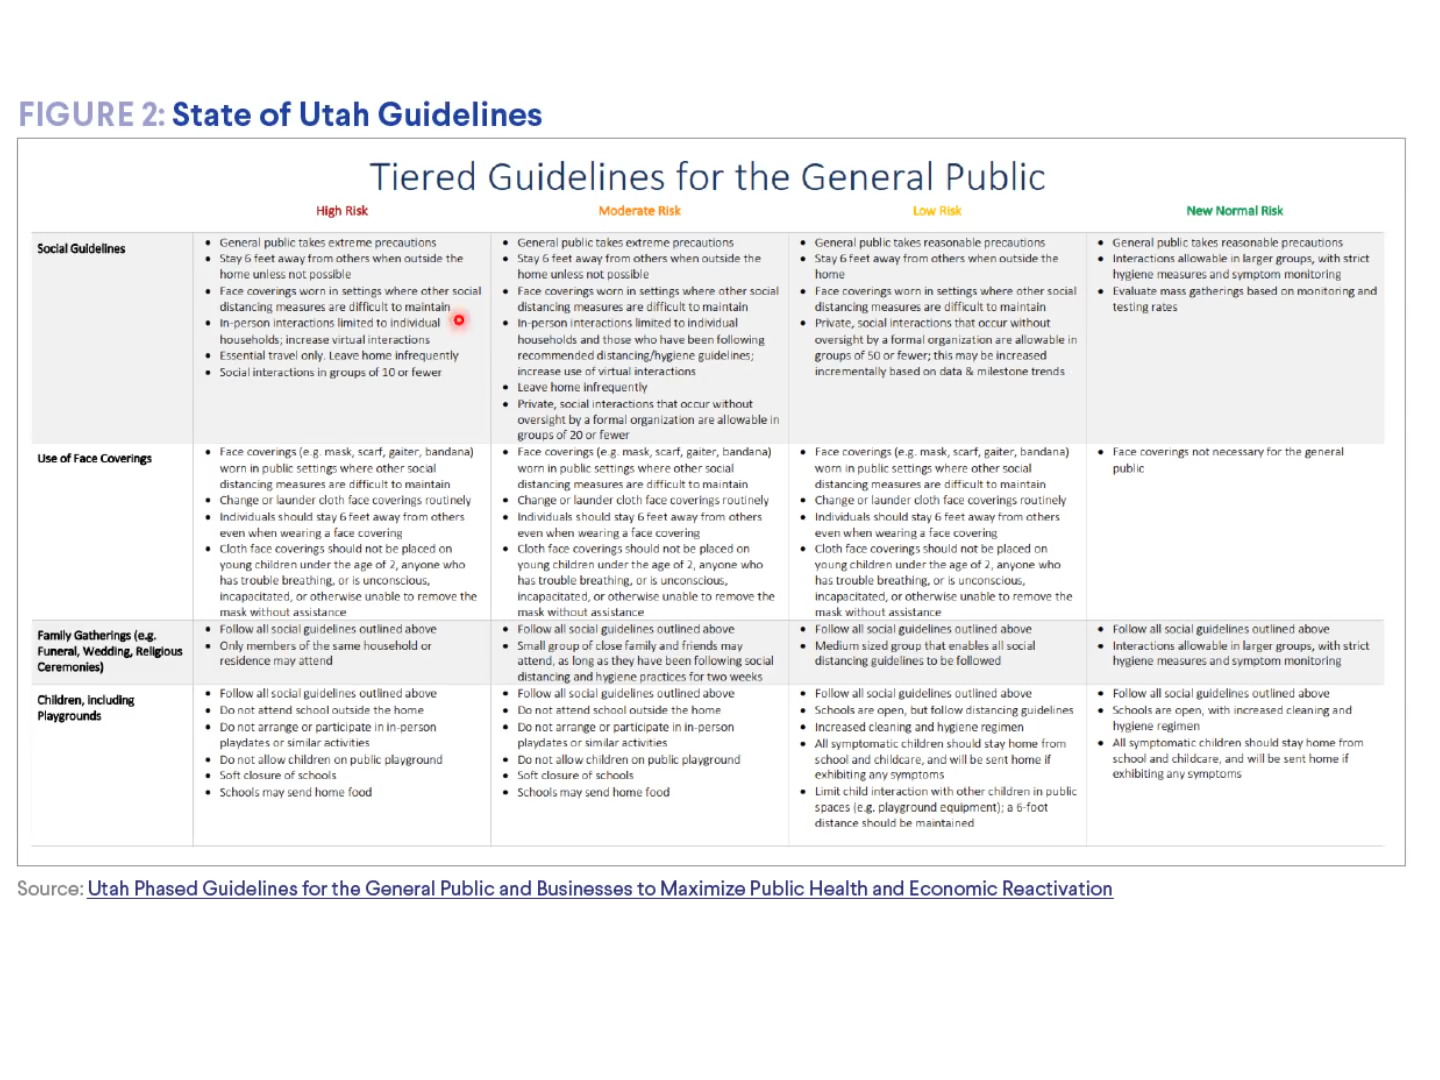 FIGURE 2: State of Utah Guidelines
Tiered Guidelines for the General Public
High Risk
Moderate Risk
Low Risk
New Normal Risk
Social Guidelines
• General public takes extreme precautions
• Stay 6 feet away from others when outside the
home unless not possible
• Face coverings worn in settings where other social
distancing measures are difficult to maintain
• In-person interactions limited to individual
households; increase virtual interactions
• Essential travel only. Leave home infrequently
• Social interactions in groups of 10 or fewer
• General public takes extreme precautions
• Stay 6 feet away from others when outside the
home unless not possible
• Face coverings worn in settings where other social
distancing measures are difficult to maintain
• In-person interactions limited to individual
households and those who have been following
recommended distancing/hygiene guidelines;
increase use of virtual interactions
• Leave home infrequently
• Private, social interactions that occur without
oversight by a formal organization are allowable in
groups of 20 or fewer
• General public takes reasonable precautions
• Stay 6 feet away from others when outside the
home
• Face coverings worn in settings where other social
distancing measures are difficult to maintain
• Private, social interactions that occur without
oversight by a formal organization are allowable in
groups of 50 or fewer; this may be increased
incrementally based on data & milestone trends
• General public takes reasonable precautions
• Interactions allowable in larger groups, with strict
hygiene measures and symptom monitoring
• Evaluate mass gatherings based on monitoring and
testing rates
Use of Face Coverings
• Face coverings (e.g. mask, scarf, gaiter, bandana)
worn in public settings where other social
distancing measures are difficult to maintain
• Change or launder cloth face coverings routinely
• Individuals should stay 6 feet away from others
even when wearing a face covering
• Cloth face coverings should not be placed on
young children under the age of 2, anyone who
has trouble breathing, or is unconscious,
incapacitated, or otherwise unable to remove the
mask without assistance
• Face coverings (e.g. mask, scarf, gaiter, bandana)
worn in public settings where other social
distancing measures are difficult to maintain
• Change or launder cloth face coverings routinely
• Individuals should stay 6 feet away from others
even when wearing a face covering
• Cloth face coverings should not be placed on
young children under the age of 2, anyone who
has trouble breathing, or is unconscious,
incapacitated, or otherwise unable to remove the
mask without assistance
• Face coverings (e.g. mask, scarf, gaiter, bandana)
worn in public settings where other social
distancing measures are difficult to maintain
• Change or launder cloth face coverings routinely
• Individuals should stay 6 feet away from others
even when wearing a face covering
• Cloth face coverings should not be placed on
young children under the age of 2, anyone who
has trouble breathing, or is unconscious,
incapacitated, or otherwise unable to remove the
mask without assistance
• Face coverings not necessary for the general
public
Family Gatherings (e.g.
Funeral, Wedding, Religious
Ceremonies)
• Follow all social guidelines outlined above
• Only members of the same household or
residence may attend
• Follow all social guidelines outlined above
• Small group of close family and friends may
attend, as long as they have been following social
distancing and hygiene practices for two weeks
• Follow all social guidelines outlined above
• Medium sized group that enables all social
distancing guidelines to be followed
• Follow all social guidelines outlined above
• Interactions allowable in larger groups, with strict
hygiene measures and symptom monitoring
Children, including
Playgrounds
• Follow all social guidelines outlined above
• Do not attend school outside the home
• Do not arrange or participate in in-person
playdates or similar activities
• Do not allow children on public playground
• Soft closure of schools
• Schools may send home food
• Follow all social guidelines outlined above
• Do not attend school outside the home
• Do not arrange or participate in in-person
playdates or similar activities
• Do not allow children on public playground
• Soft closure of schools
• Schools may send home food
• Follow all social guidelines outlined above
• Schools are open, but follow distancing guidelines
• Increased cleaning and hygiene regimen
• All symptomatic children should stay home from
school and childcare, and will be sent home if
exhibiting any symptoms
• Limit child interaction with other children in public
spaces (e.g. playground equipment); a 6-foot
distance should be maintained
• Follow all social guidelines outlined above
• Schools are open, with increased cleaning and
hygiene regimen
• All symptomatic children should stay home from
school and childcare, and will be sent home if
exhibiting any symptoms
Source: Utah Phased Guidelines for the General Public and Businesses to Maximize Public Health and Economic Reactivation